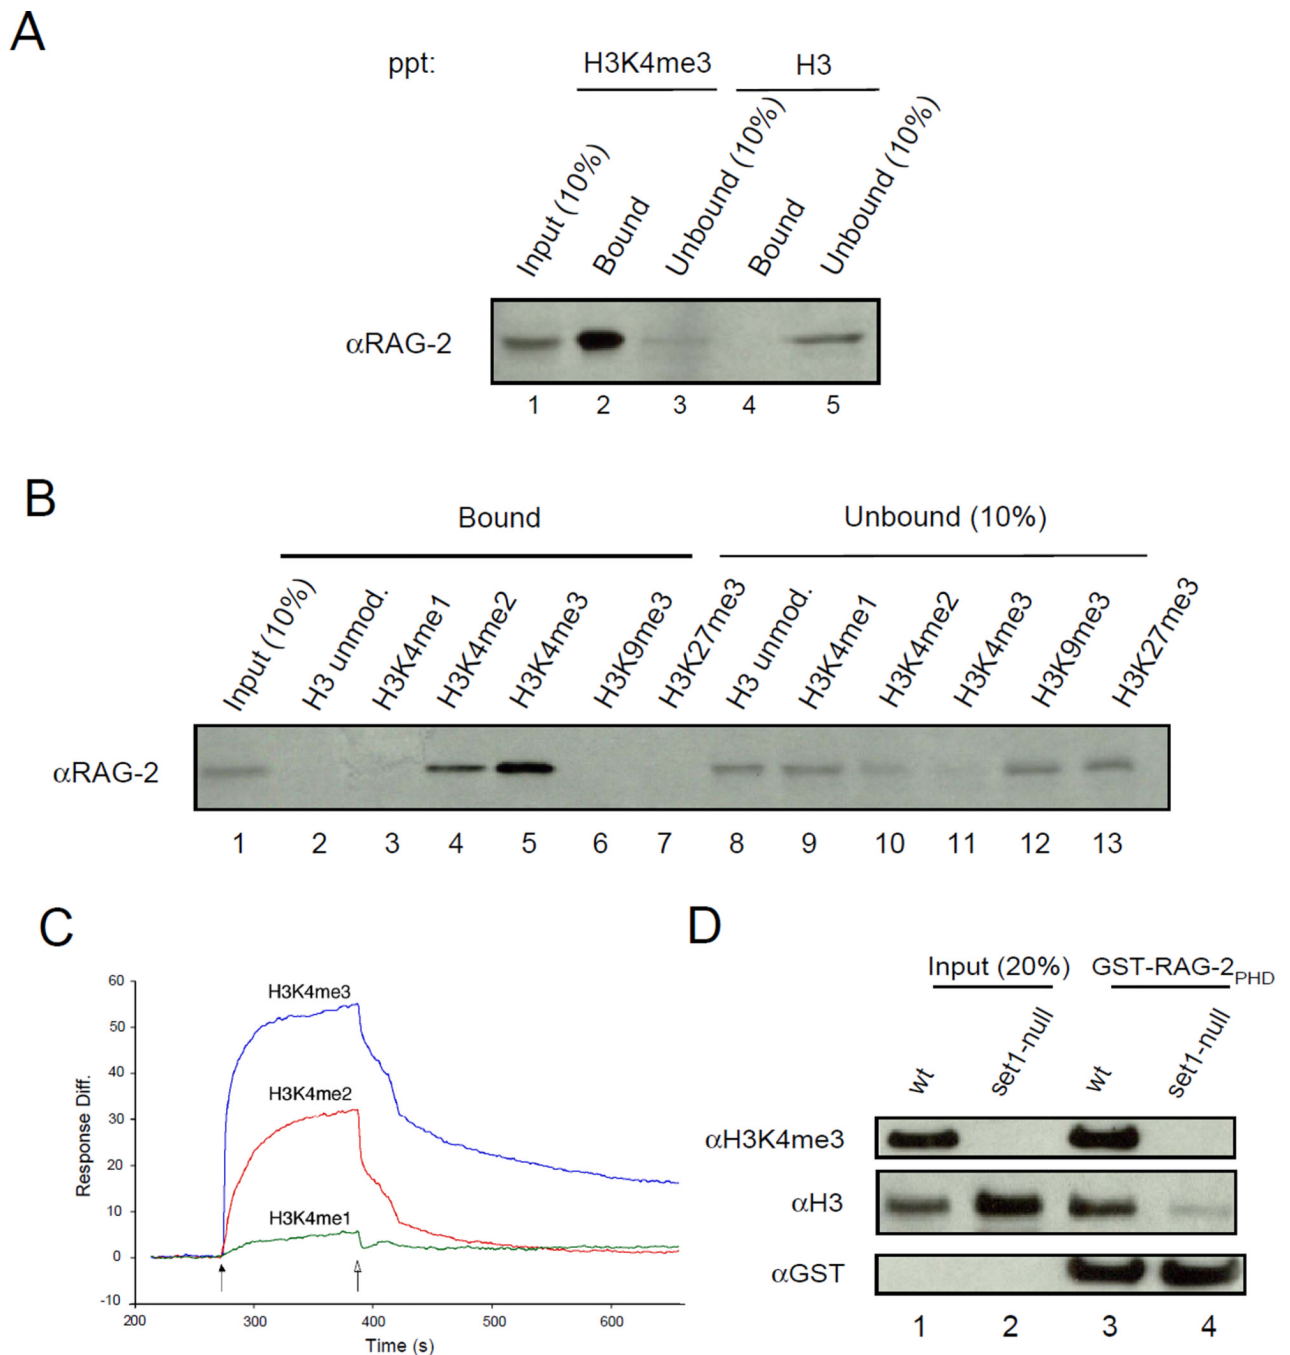 A
ppt: H3K4me3 H3
Input (10%) Bound Unbound (10%) Bound Unbound (10%)
αRAG-2
1 2 3 4 5
B
Bound Unbound (10%)
Input (10%) H3 unmod. H3K4me1 H3K4me2 H3K4me3 H3K9me3 H3K27me3 H3 unmod. H3K4me1 H3K4me2 H3K4me3 H3K9me3 H3K27me3
αRAG-2
1 2 3 4 5 6 7 8 9 10 11 12 13
C
Response Diff.
60
50
40
30
20
10
0
-10
H3K4me3
H3K4me2
H3K4me1
200 300 400 500 600
Time (s)
D
Input (20%) GST-RAG-2PHD
wt set1-null wt set1-null
αH3K4me3
αH3
αGST
1 2 3 4